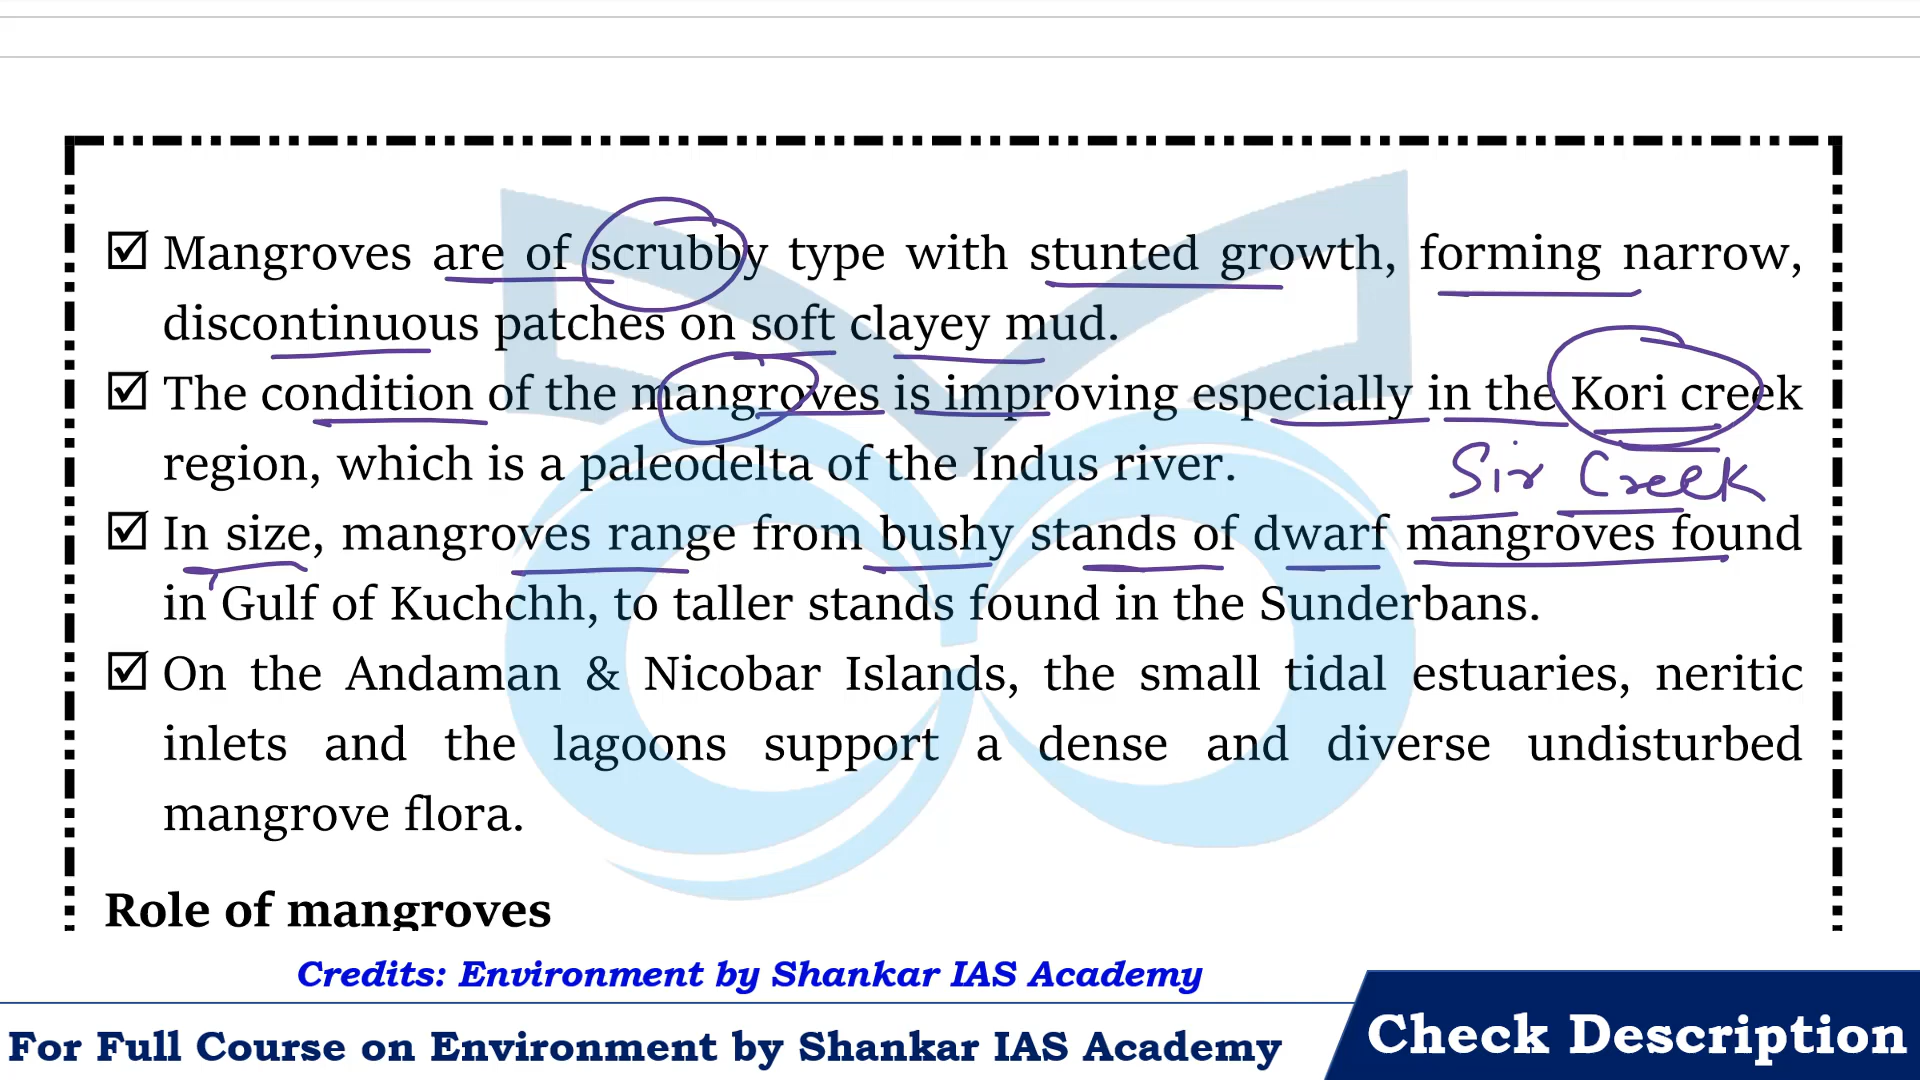 ☑ Mangroves are of scrubby type with stunted growth, forming narrow,
discontinuous patches on soft clayey mud.
☑ The condition of the mangroves is improving especially in the Kori creek
region, which is a paleodelta of the Indus river.
Sir Creek
☑ In size, mangroves range from bushy stands of dwarf mangroves found
in Gulf of Kuchchh, to taller stands found in the Sunderbans.
☑ On the Andaman & Nicobar Islands, the small tidal estuaries, neritic
inlets and the lagoons support a dense and diverse undisturbed
mangrove flora.
Role of mangroves
Credits: Environment by Shankar IAS Academy
For Full Course on Environment by Shankar IAS Academy
Check Description